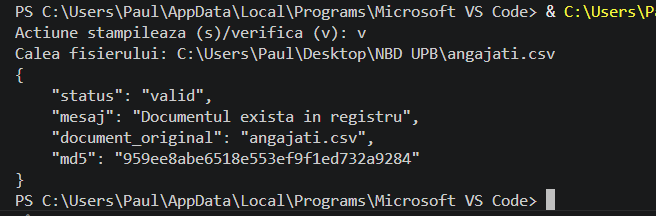 PS C:\Users\Paul\AppData\Local\Programs\Microsoft VS Code> & C:\Users\P
Actiune stampileaza (s)/verifica (v): v
Calea fisierului: C:\Users\Paul\Desktop\NBD UPB\angajati.csv
{
    "status": "valid",
    "mesaj": "Documentul exista in registru",
    "document_original": "angajati.csv",
    "md5": "959ee8abe6518e553ef9f1ed732a9284"
}
PS C:\Users\Paul\AppData\Local\Programs\Microsoft VS Code>